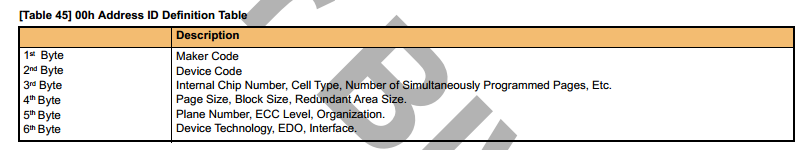 [Table 45] 00h Address ID Definition Table
Description
1st Byte Maker Code
2nd Byte Device Code
3rd Byte Internal Chip Number, Cell Type, Number of Simultaneously Programmed Pages, Etc.
4th Byte Page Size, Block Size, Redundant Area Size.
5th Byte Plane Number, ECC Level, Organization.
6th Byte Device Technology, EDO, Interface.